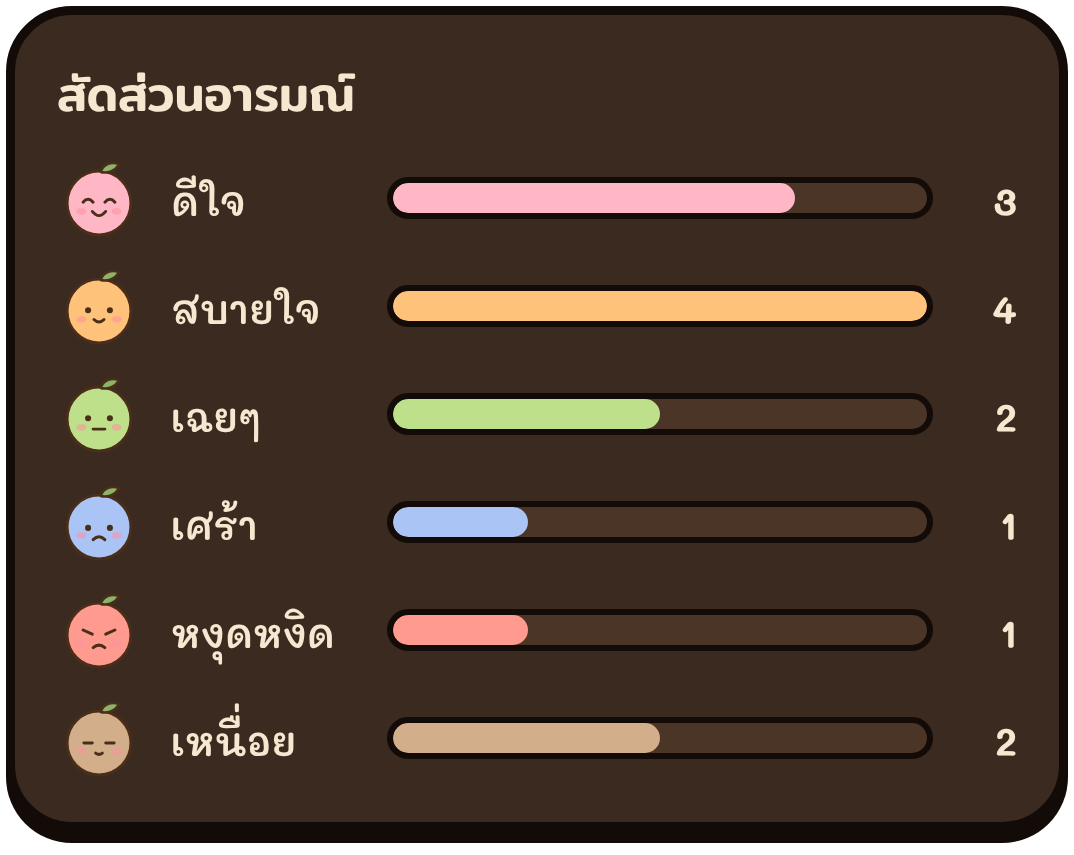 สัดส่วนอารมณ์
ดีใจ 3
สบายใจ 4
เฉยๆ 2
เศร้า 1
หงุดหงิด 1
เหนื่อย 2